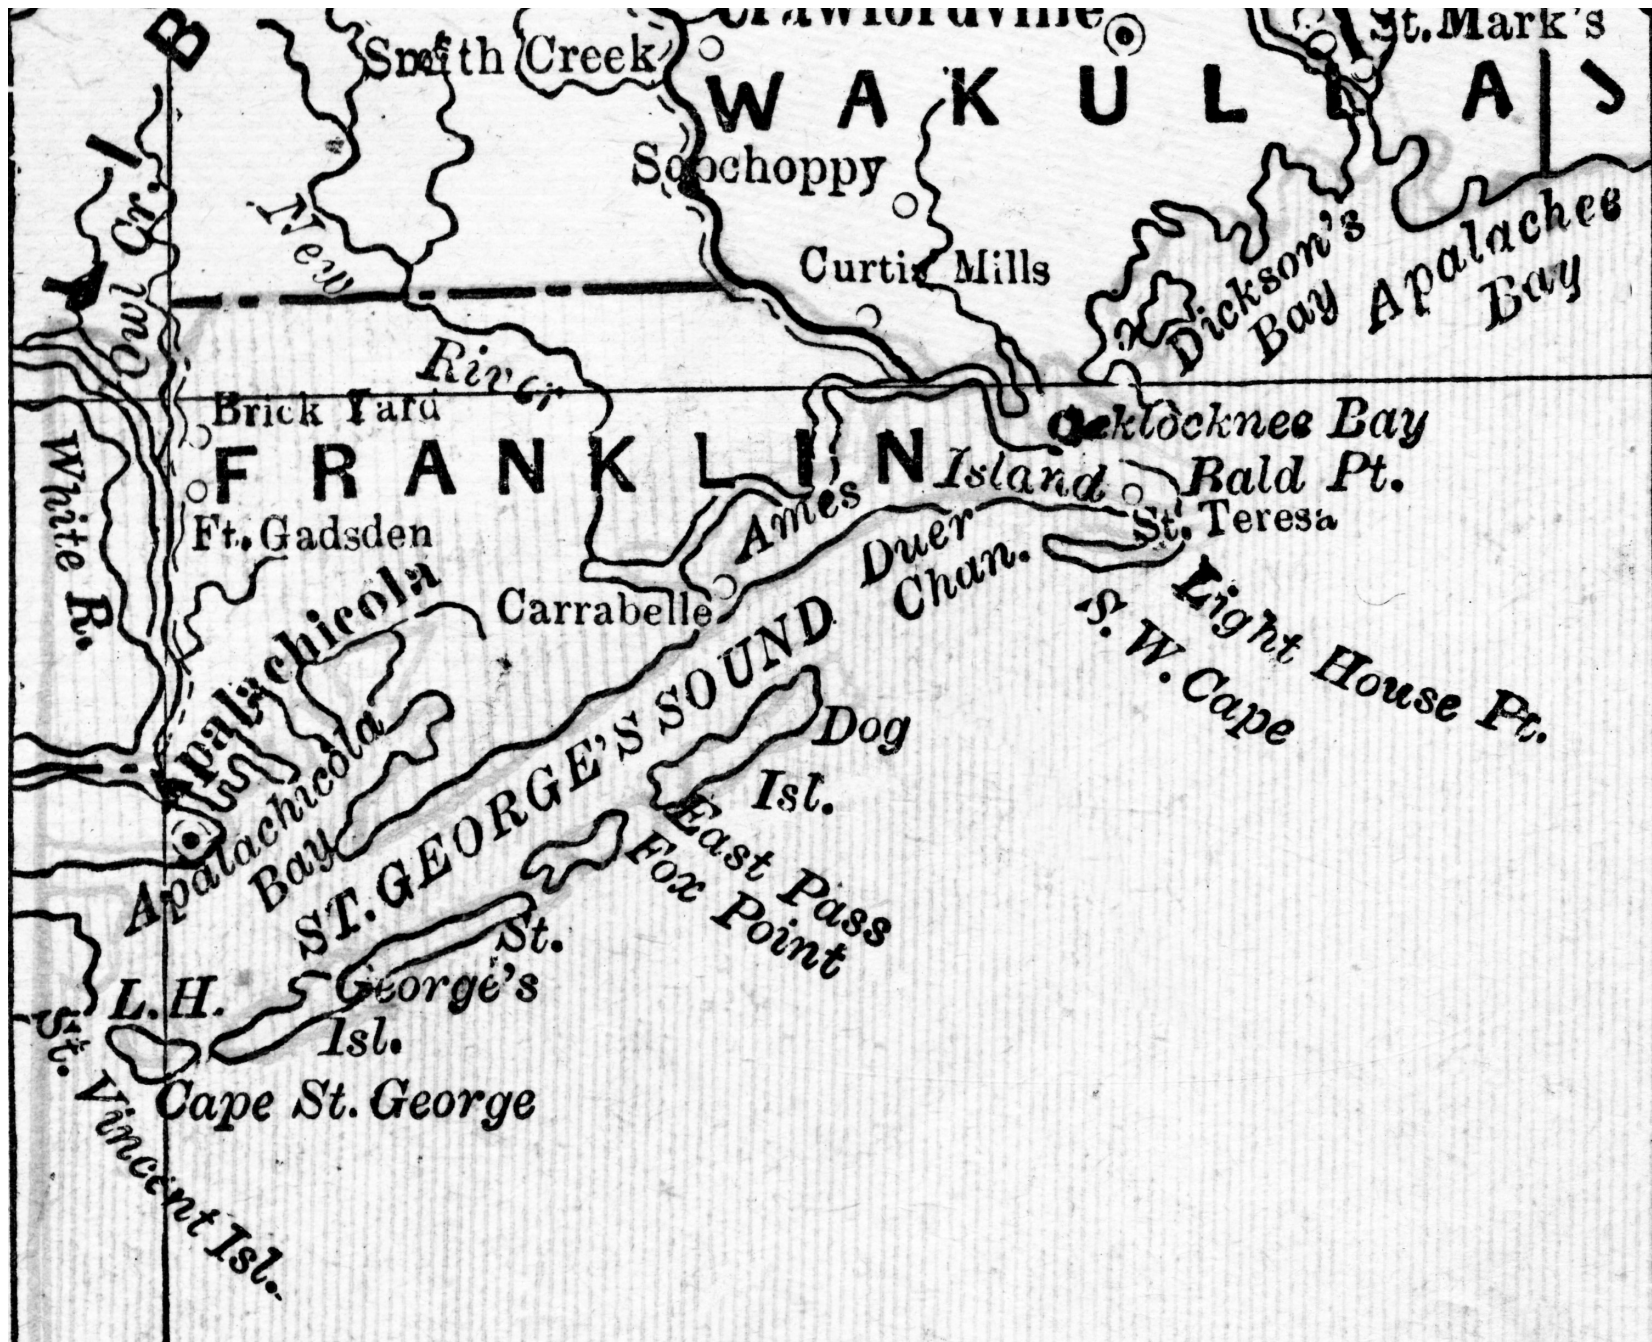 Crawfordville
St. Mark's
B
Smith Creek
WAKULLA
J
I
Sopchoppy
Cr.
New
Curtis Mills
Dickson's
Bay
Apalachee
Bay
Owl
River
Brick Yard
Ocklocknee Bay
FRANKLIN
Island
Bald Pt.
White R.
Ft. Gadsden
Ames
Duer
Chan.
St. Teresa
Apalachicola
Carrabelle
Light House Pt.
S. W. Cape
ST. GEORGE'S SOUND
Dog
Isl.
Apalachicola
Bay
East Pass
Fox Point
St.
George's
Isl.
L. H.
St. Vincent Isl.
Cape St. George